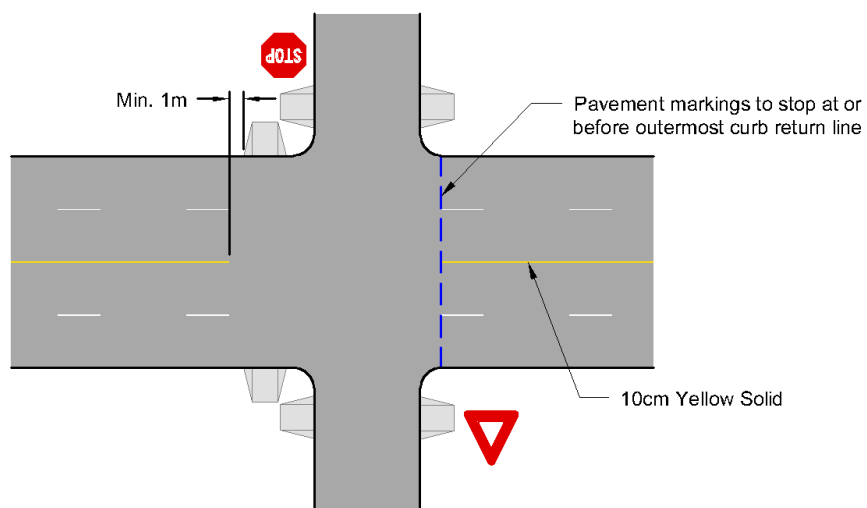 STOP
Min. 1m
Pavement markings to stop at or
before outermost curb return line
10cm Yellow Solid